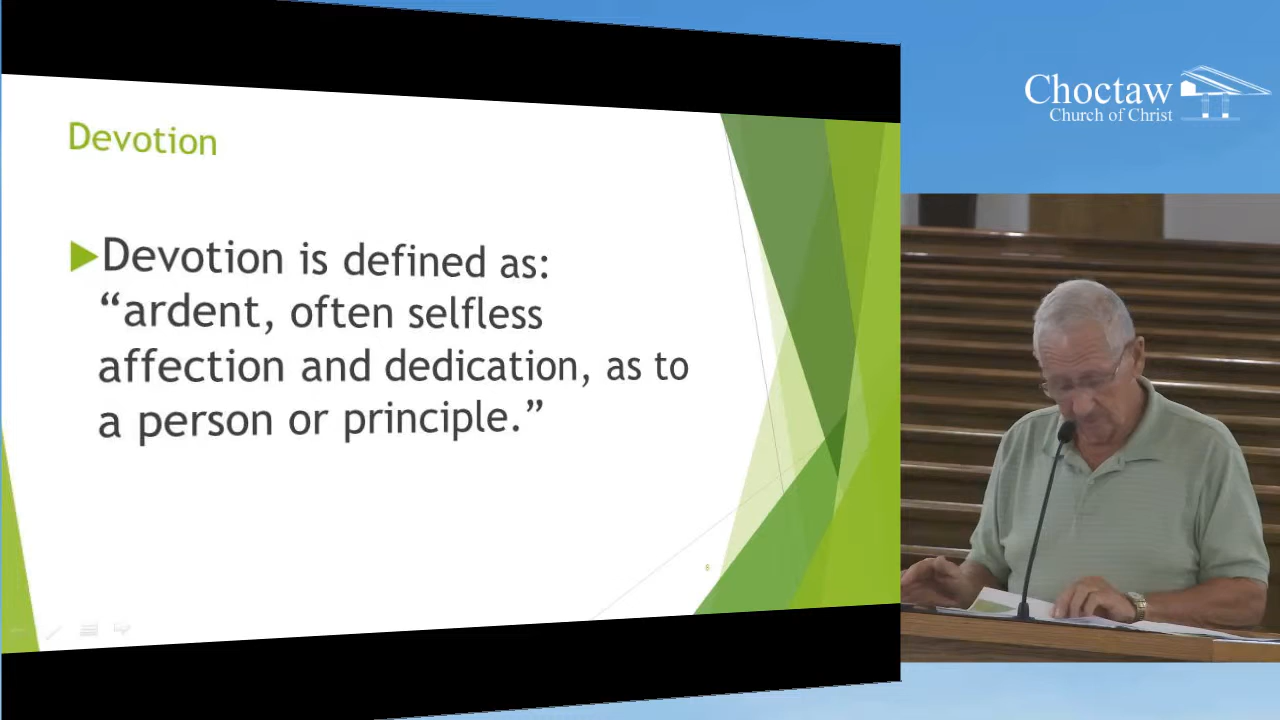 Devotion
Devotion is defined as:
“ardent, often selfless
affection and dedication, as to
a person or principle.”
6
Choctaw
Church of Christ